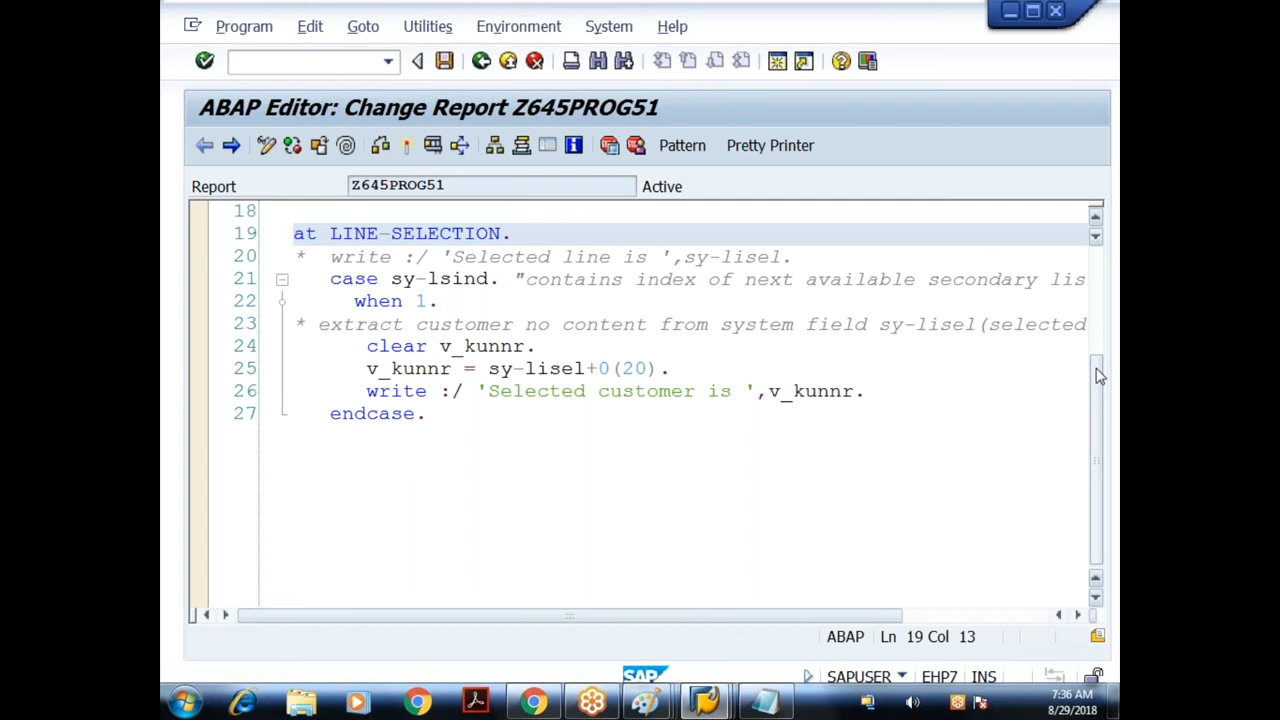 Program Edit Goto Utilities Environment System Help
ABAP Editor: Change Report Z645PROG51
Pattern Pretty Printer
Report Z645PROG51 Active
18
19 at LINE-SELECTION.
20 * write :/ 'Selected line is ',sy-lisel.
21 case sy-lsind. "contains index of next available secondary lis
22 when 1.
23 * extract customer no content from system field sy-lisel(selected
24 clear v_kunnr.
25 v_kunnr = sy-lisel+0(20).
26 write :/ 'Selected customer is ',v_kunnr.
27 endcase.
ABAP Ln 19 Col 13
SAP SAPUSER EHP7 INS
7:36 AM
8/29/2018